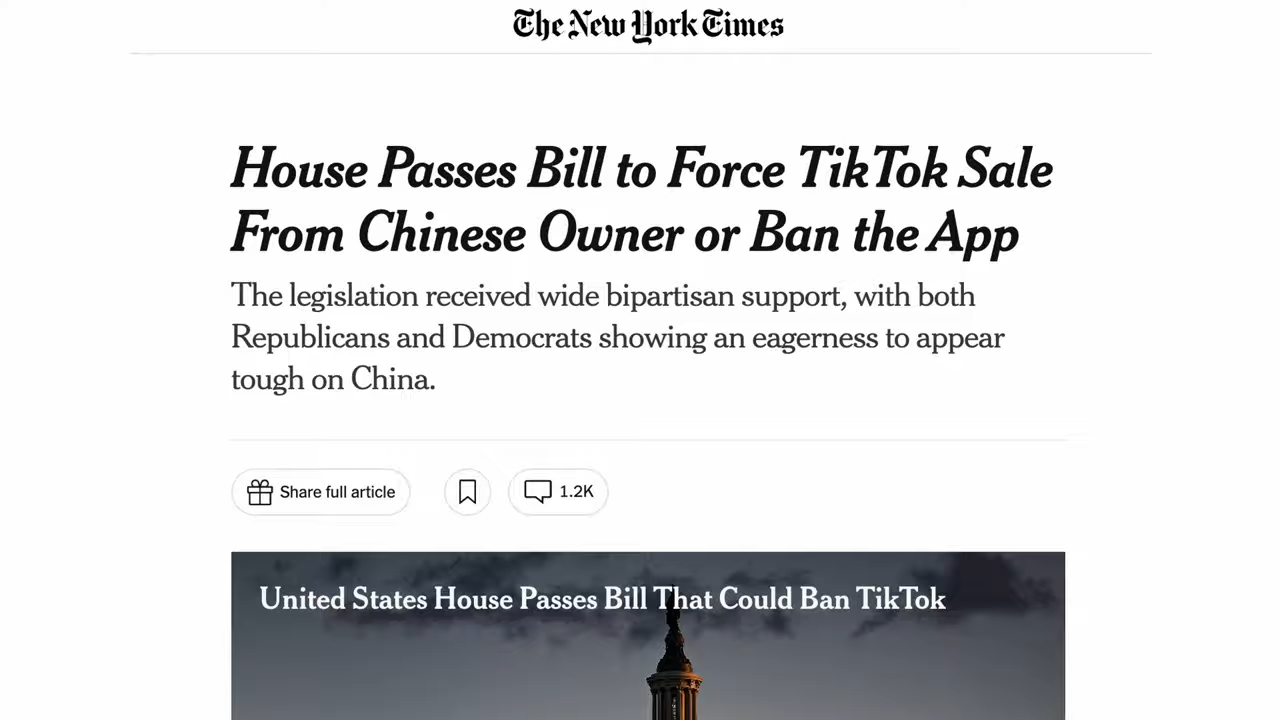 The New York Times
House Passes Bill to Force TikTok Sale
From Chinese Owner or Ban the App
The legislation received wide bipartisan support, with both
Republicans and Democrats showing an eagerness to appear
tough on China.
Share full article
1.2K
United States House Passes Bill That Could Ban TikTok